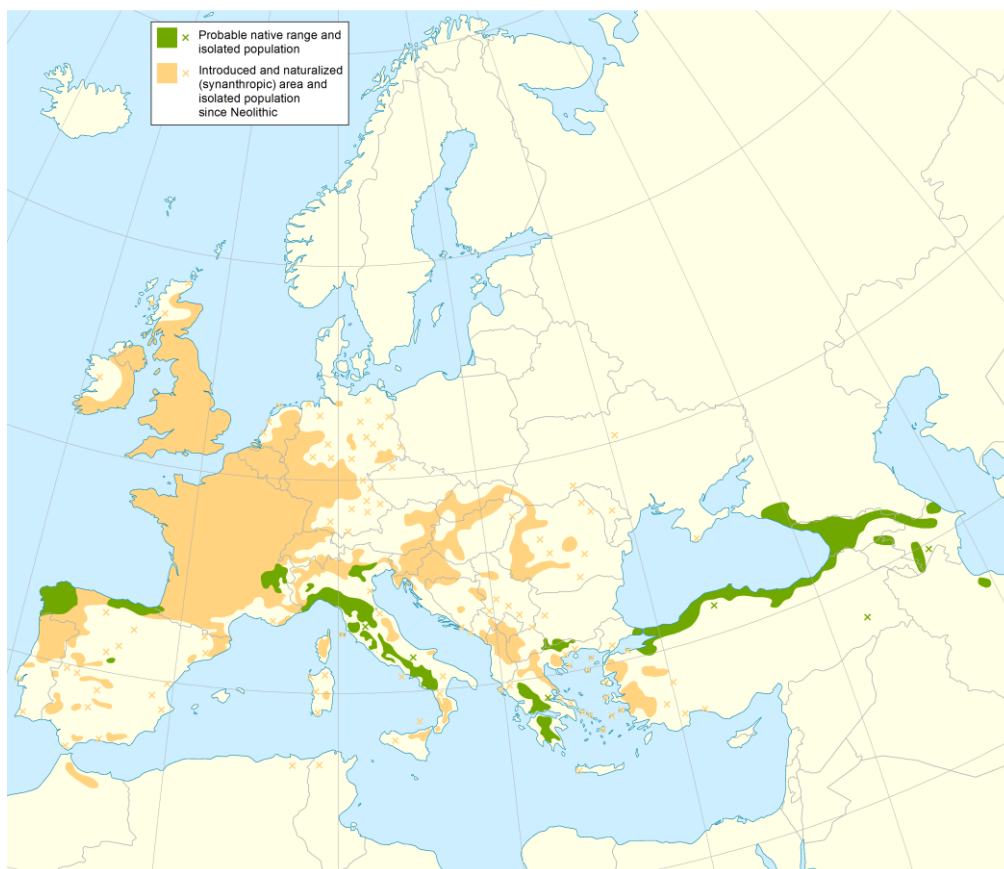 Probable native range and
isolated population
Introduced and naturalized
(synanthropic) area and
isolated population
since Neolithic